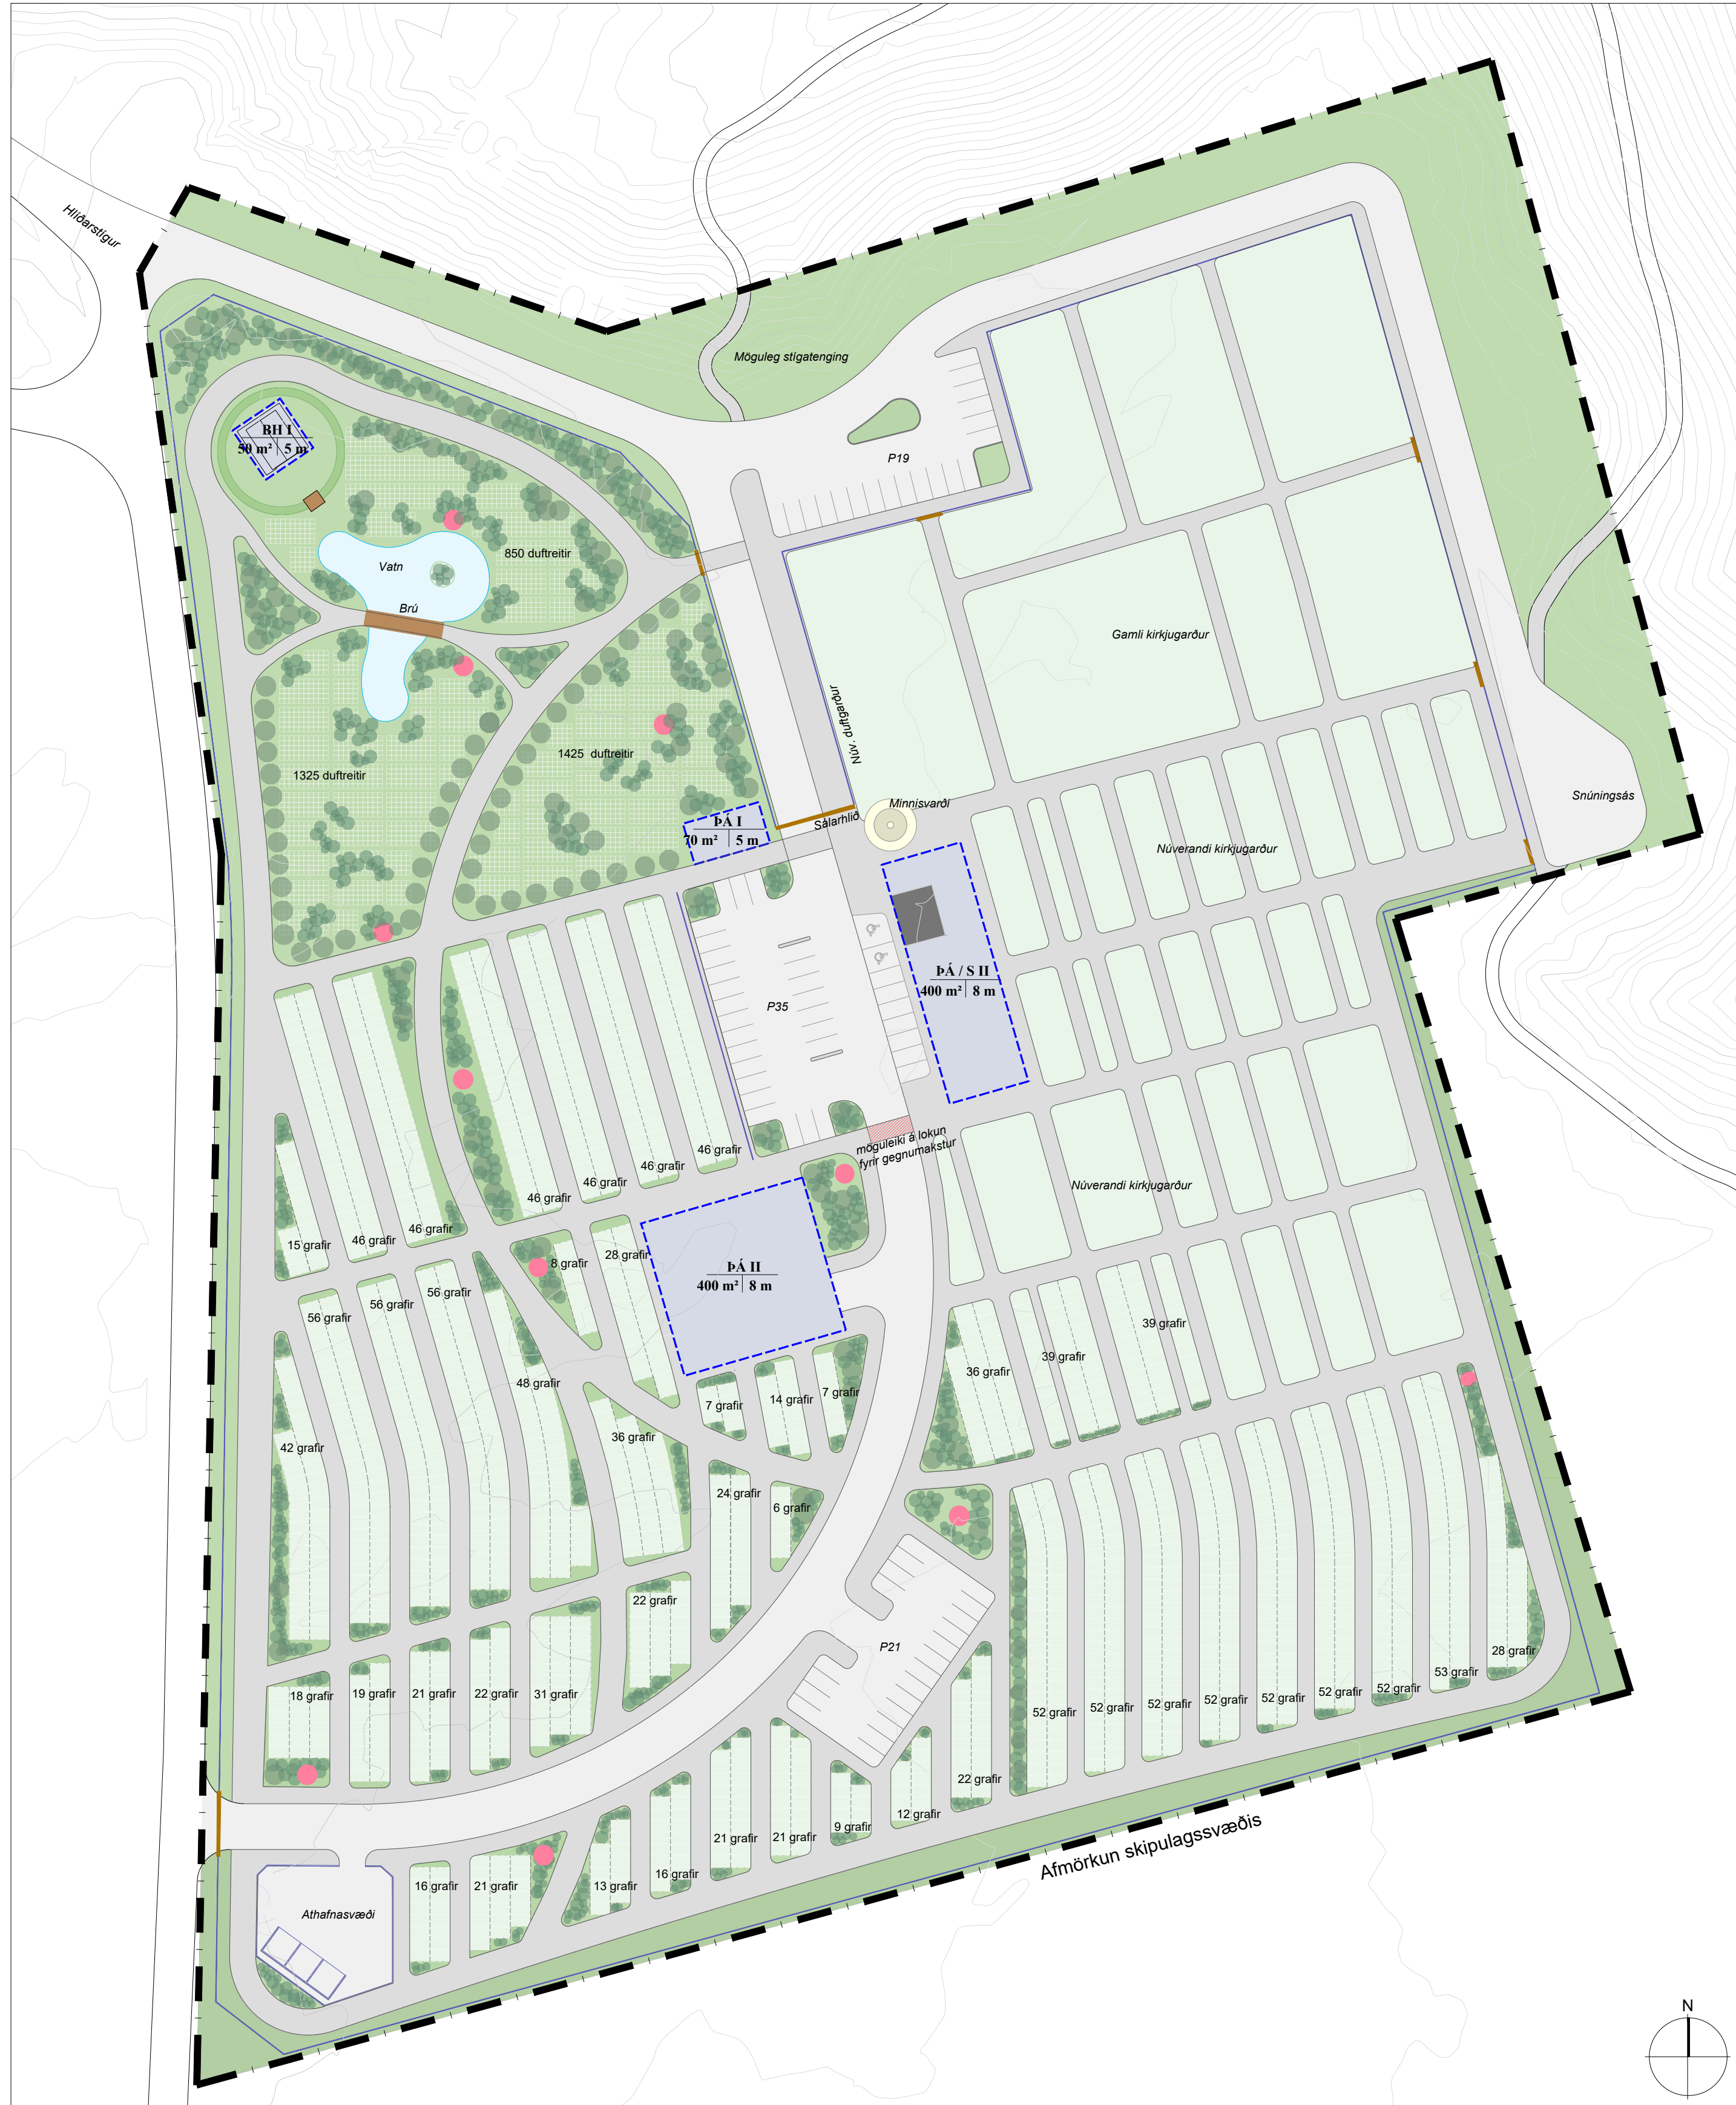 Hlíðarstígur
Möguleg stígatenging
BH I
50 m² 5 m
P19
850 duftreitir
Vatn
Brú
Gamli kirkjugarður
Núv. duftgarður
1425 duftreitir
1325 duftreitir
Snúningsás
Minnisvarði
Sálarhlið
ÞÁ I
70 m² 5 m
Núverandi kirkjugarður
ÞÁ / S II
400 m² 8 m
P35
möguleiki á lokun
fyrir gegnumakstur
46 grafir
46 grafir
46 grafir
46 grafir
Núverandi kirkjugarður
46 grafir
46 grafir
15 grafir
28 grafir
8 grafir
ÞÁ II
400 m² 8 m
56 grafir
56 grafir
56 grafir
39 grafir
39 grafir
36 grafir
48 grafir
7 grafir
14 grafir
7 grafir
36 grafir
42 grafir
24 grafir
6 grafir
22 grafir
P21
28 grafir
53 grafir
52 grafir
52 grafir
52 grafir
52 grafir
52 grafir
52 grafir
52 grafir
18 grafir
19 grafir
21 grafir
22 grafir
31 grafir
22 grafir
12 grafir
9 grafir
21 grafir
21 grafir
16 grafir
13 grafir
21 grafir
16 grafir
Afmörkun skipulagssvæðis
Athafnasvæði
N